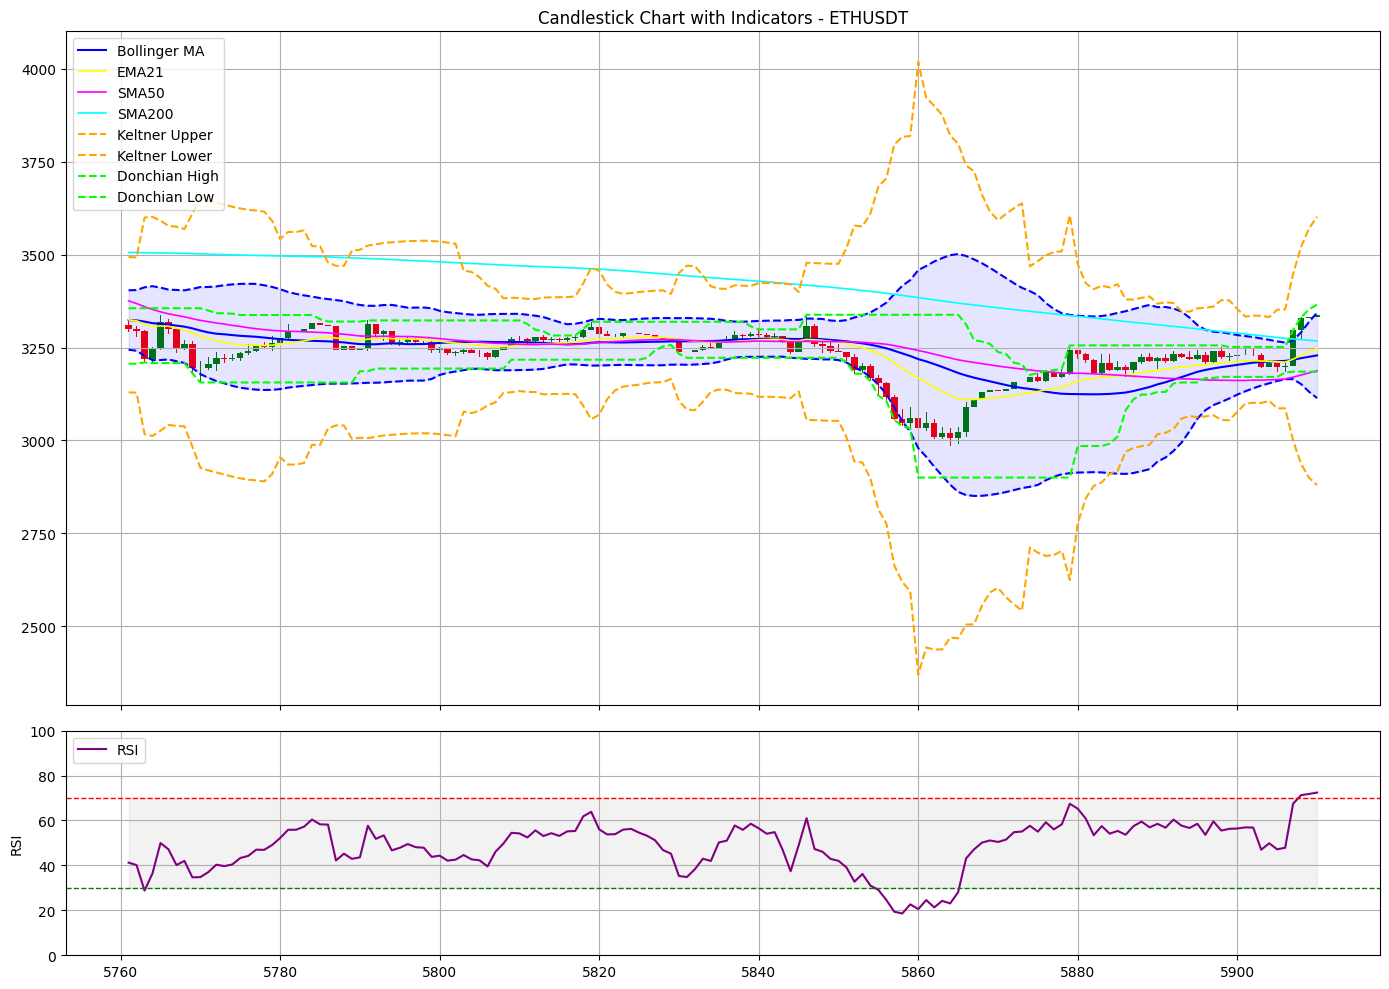 Candlestick Chart with Indicators - ETHUSDT
Bollinger MA
EMA21
SMA50
SMA200
Keltner Upper
Keltner Lower
Donchian High
Donchian Low
4000
3750
3500
3250
3000
2750
2500
RSI
100
80
60
40
20
0
RSI
5760 5780 5800 5820 5840 5860 5880 5900